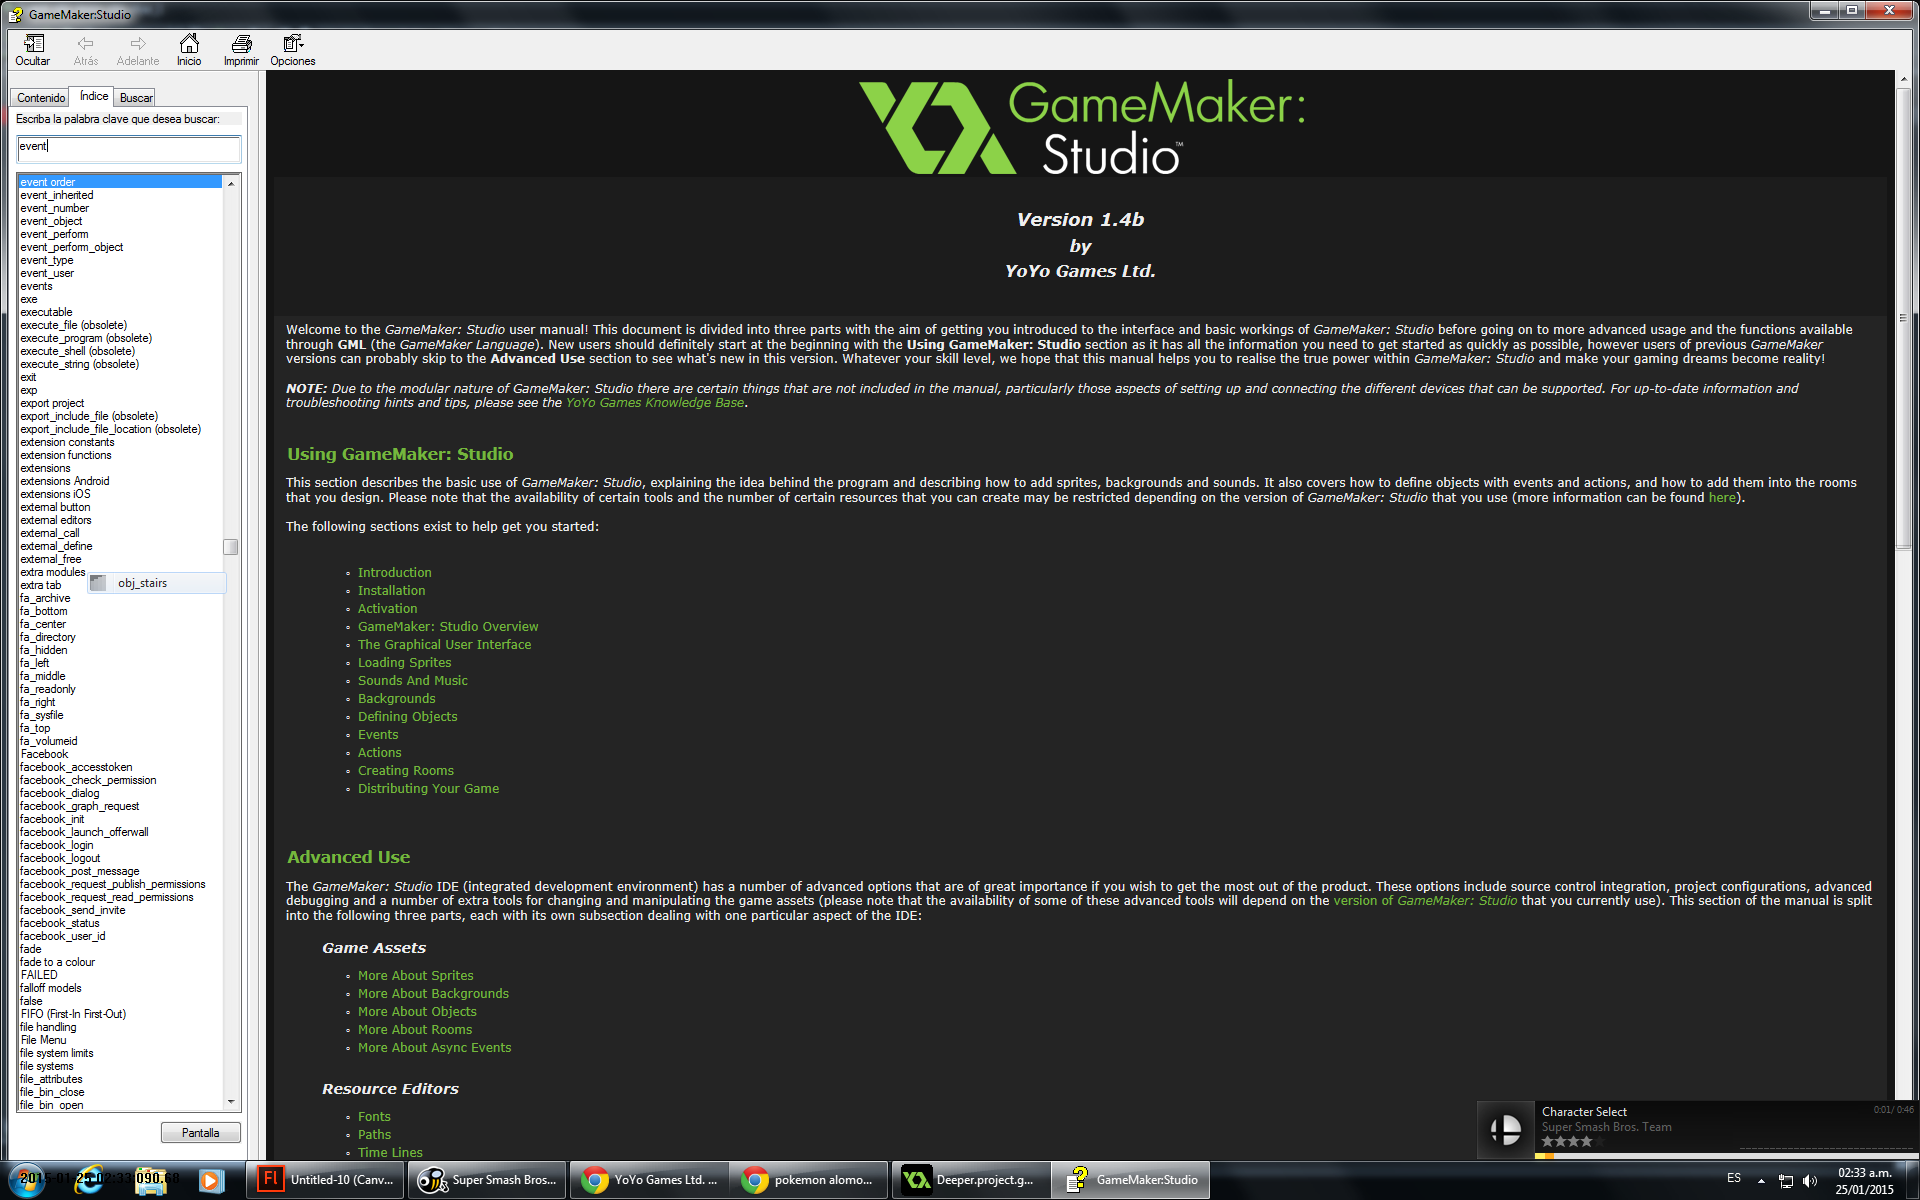 GameMaker:Studio
Ocultar Atrás Adelante Inicio Imprimir Opciones
Contenido Índice Buscar
Escriba la palabra clave que desea buscar:
event
event order
event_inherited
event_number
event_object
event_perform
event_perform_object
event_type
event_user
events
exe
executable
execute_file (obsolete)
execute_program (obsolete)
execute_shell (obsolete)
execute_string (obsolete)
exit
exp
export project
export_include_file (obsolete)
export_include_file_location (obsolete)
extension constants
extension functions
extensions
extensions Android
extensions iOS
external button
external editors
external_call
external_define
external_free
extra modules
extra tab
obj_stairs
fa_archive
fa_bottom
fa_center
fa_directory
fa_hidden
fa_left
fa_middle
fa_readonly
fa_right
fa_sysfile
fa_top
fa_volumeid
Facebook
facebook_accesstoken
facebook_check_permission
facebook_dialog
facebook_graph_request
facebook_init
facebook_launch_offerwall
facebook_login
facebook_logout
facebook_post_message
facebook_request_publish_permissions
facebook_request_read_permissions
facebook_send_invite
facebook_status
facebook_user_id
fade
fade to a colour
FAILED
falloff models
false
FIFO (First-In First-Out)
file handling
File Menu
file system limits
file systems
file_attributes
file_bin_close
file_bin_open
Pantalla
GameMaker:
Studio™
Version 1.4b
by
YoYo Games Ltd.
Welcome to the GameMaker: Studio user manual! This document is divided into three parts with the aim of getting you introduced to the interface and basic workings of GameMaker: Studio before going on to more advanced usage and the functions available
through GML (the GameMaker Language). New users should definitely start at the beginning with the Using GameMaker: Studio section as it has all the information you need to get started as quickly as possible, however users of previous GameMaker
versions can probably skip to the Advanced Use section to see what's new in this version. Whatever your skill level, we hope that this manual helps you to realise the true power within GameMaker: Studio and make your gaming dreams become reality!
NOTE: Due to the modular nature of GameMaker: Studio there are certain things that are not included in the manual, particularly those aspects of setting up and connecting the different devices that can be supported. For up-to-date information and
troubleshooting hints and tips, please see the YoYo Games Knowledge Base.
Using GameMaker: Studio
This section describes the basic use of GameMaker: Studio, explaining the idea behind the program and describing how to add sprites, backgrounds and sounds. It also covers how to define objects with events and actions, and how to add them into the rooms
that you design. Please note that the availability of certain tools and the number of certain resources that you can create may be restricted depending on the version of GameMaker: Studio that you use (more information can be found here).
The following sections exist to help get you started:
Introduction
Installation
Activation
GameMaker: Studio Overview
The Graphical User Interface
Loading Sprites
Sounds And Music
Backgrounds
Defining Objects
Events
Actions
Creating Rooms
Distributing Your Game
Advanced Use
The GameMaker: Studio IDE (integrated development environment) has a number of advanced options that are of great importance if you wish to get the most out of the product. These options include source control integration, project configurations, advanced
debugging and a number of extra tools for changing and manipulating the game assets (please note that the availability of some of these advanced tools will depend on the version of GameMaker: Studio that you currently use). This section of the manual is split
into the following three parts, each with its own subsection dealing with one particular aspect of the IDE:
Game Assets
More About Sprites
More About Backgrounds
More About Objects
More About Rooms
More About Async Events
Resource Editors
Fonts
Paths
Time Lines
Character Select 0:01/ 0:46
Super Smash Bros. Team
2015-01-25 02:33:090.68
Untitled-10 (Canv...
Super Smash Bros...
YoYo Games Ltd. ...
pokemon alomo...
Deeper.project.g...
GameMaker:Studio
ES
02:33 a.m.
25/01/2015